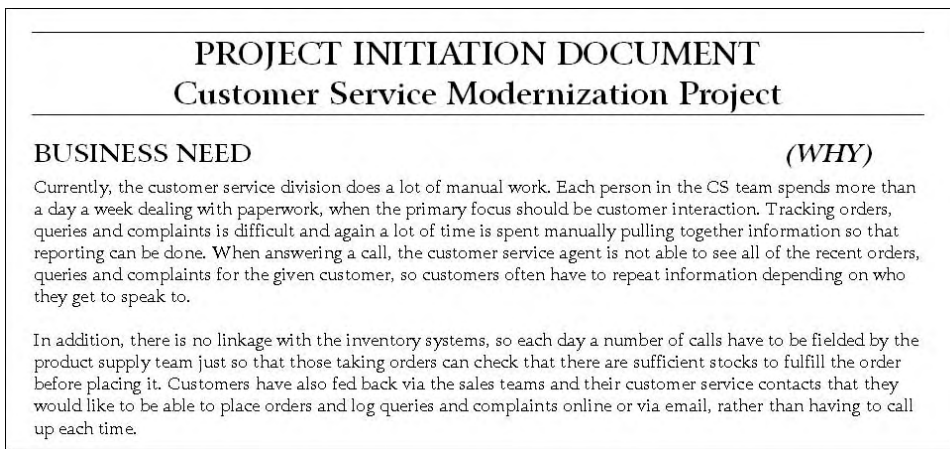 PROJECT INITIATION DOCUMENT
Customer Service Modernization Project
BUSINESS NEED (WHY)
Currently, the customer service division does a lot of manual work. Each person in the CS team spends more than
a day a week dealing with paperwork, when the primary focus should be customer interaction. Tracking orders,
queries and complaints is difficult and again a lot of time is spent manually pulling together information so that
reporting can be done. When answering a call, the customer service agent is not able to see all of the recent orders,
queries and complaints for the given customer, so customers often have to repeat information depending on who
they get to speak to.
In addition, there is no linkage with the inventory systems, so each day a number of calls have to be fielded by the
product supply team just so that those taking orders can check that there are sufficient stocks to fulfill the order
before placing it. Customers have also fed back via the sales teams and their customer service contacts that they
would like to be able to place orders and log queries and complaints online or via email, rather than having to call
up each time.